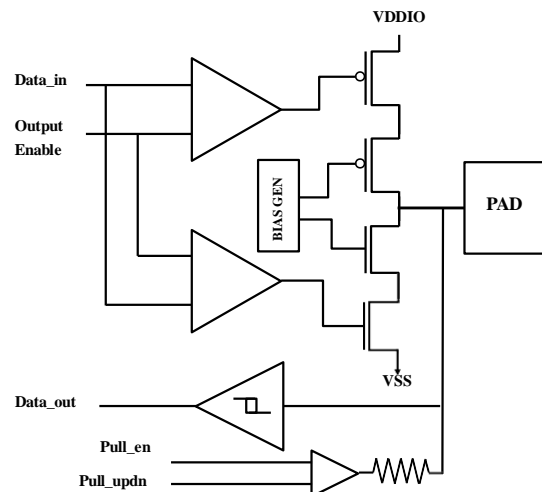 VDDIO
Data_in
Output
Enable
BIAS GEN
PAD
VSS
Data_out
Pull_en
Pull_updn